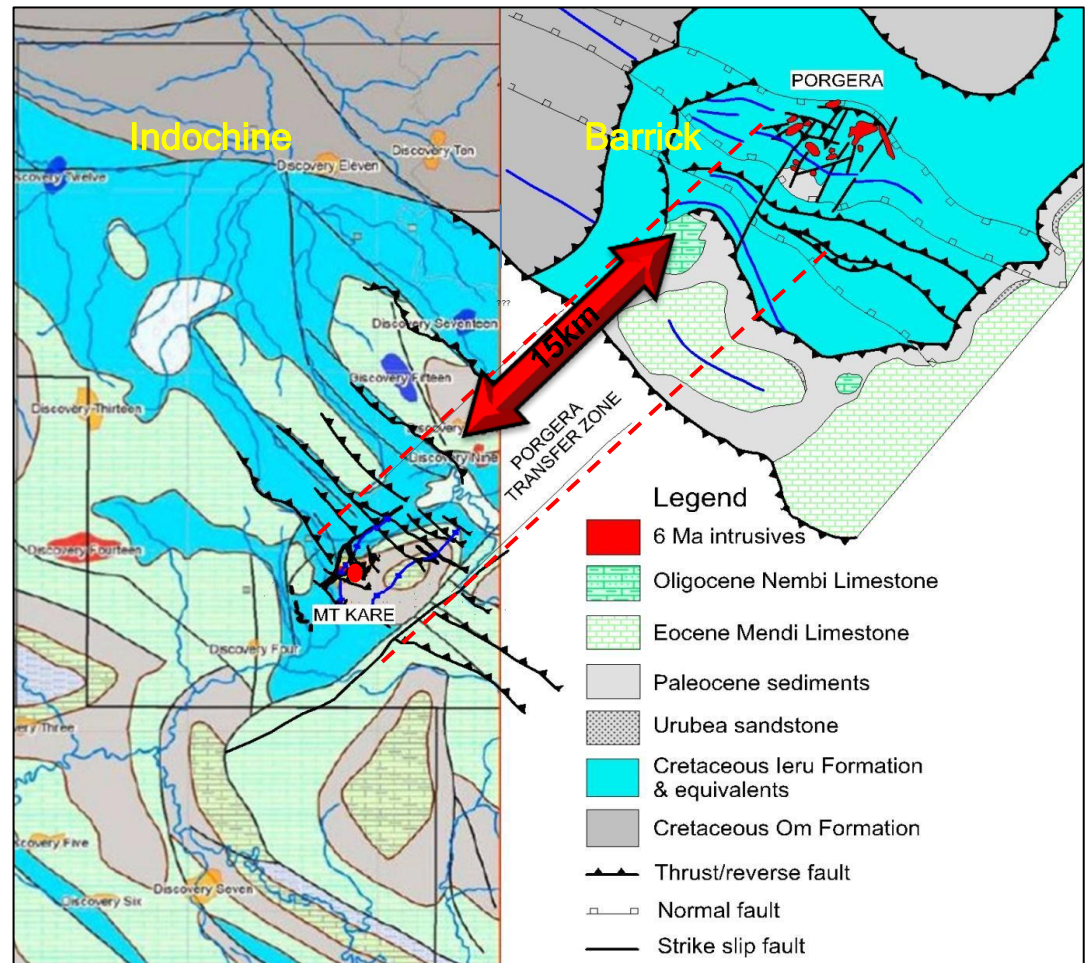 Indochine
Barrick
PORGERA
Discovery Ten
Discovery Eleven
Discovery Seventeen
Discovery Fifteen
Discovery Thirteen
Discovery Nine
???
15km
PORGERA
TRANSFER ZONE
Discovery Fourteen
MT KARE
Discovery Four
Discovery Seven
Discovery Six
Legend
6 Ma intrusives
Oligocene Nembi Limestone
Eocene Mendi Limestone
Paleocene sediments
Urubea sandstone
Cretaceous Ieru Formation
& equivalents
Cretaceous Om Formation
Thrust/reverse fault
Normal fault
Strike slip fault